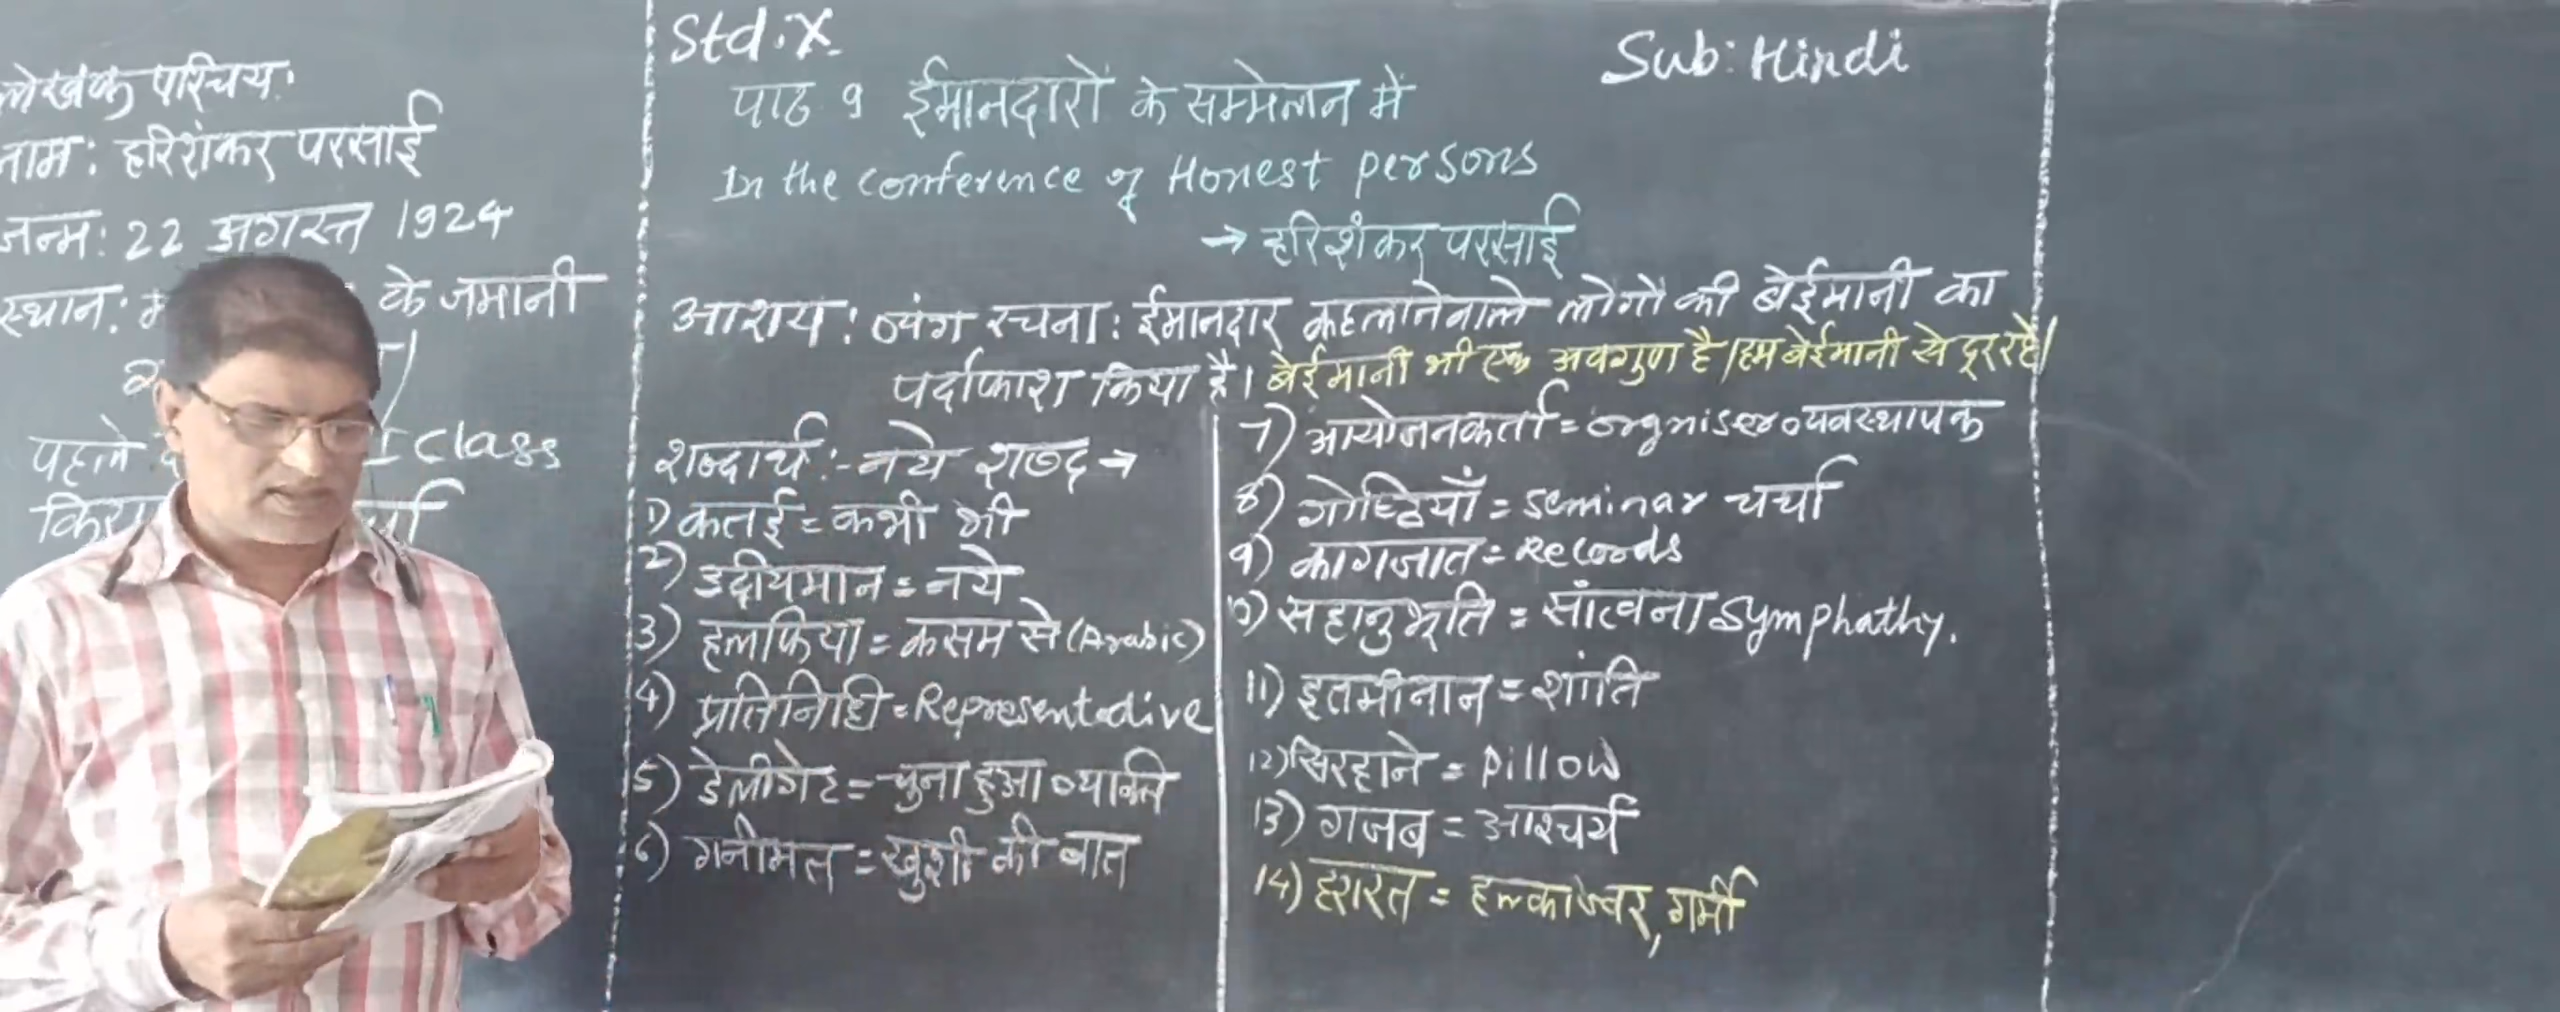 लेखक परिचय:
नाम: हरिशंकर परसाई
जन्म: 22 अगस्त 1924
स्थान: के जमानी
पहले class
Std: X
Sub: Hindi
पाठ 9 ईमानदारों के सम्मेलन में
In the conference of Honest persons
→ हरिशंकर परसाई
आशय: व्यंग रचना: ईमानदार कहलानेवाले लोगों की बेईमानी का
पर्दाफाश किया है। बेईमानी भी एक अवगुण है। हम बेईमानी से दूर रहे।
शब्दार्थ :- नये शब्द →
1) कतई = कभी भी
2) उदीयमान = नये
3) हलफिया = कसम से (Arabic)
4) प्रतिनिधि = Representative
5) डेलीगेट = चुना हुआ व्यक्ति
6) गनीमत = खुशी की बात
7) आयोजनकर्ता = orgniser व्यवस्थापक
8) गोष्ठियाँ = seminar चर्चा
9) कागजात = Records
10) सहानुभूति = सांत्वना symphathy.
11) इतमीनान = शांति
12) सिरहाने = pillow
13) गजब = आश्चर्य
14) हरारत = हल्का ज्वर, गर्मी